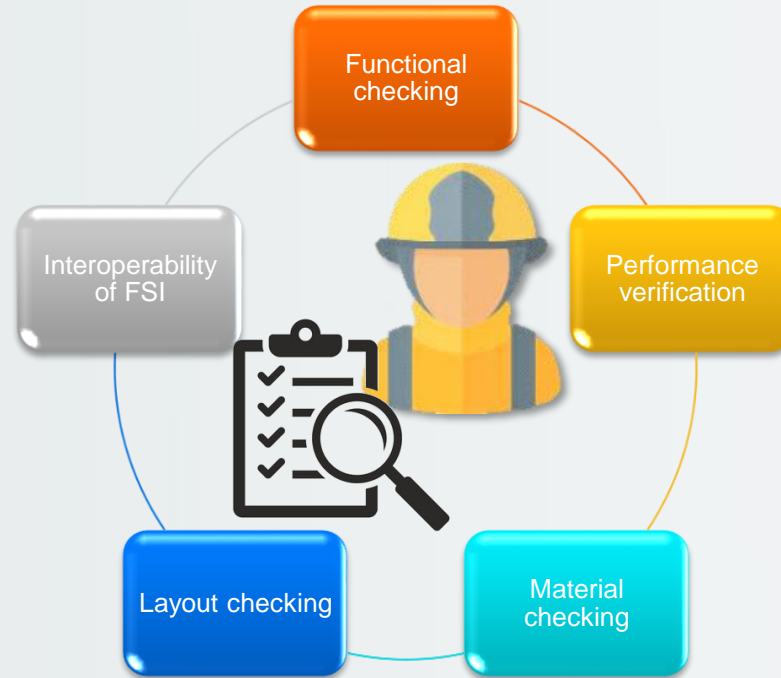 Functional
checking
Performance
verification
Material
checking
Layout checking
Interoperability
of FSI